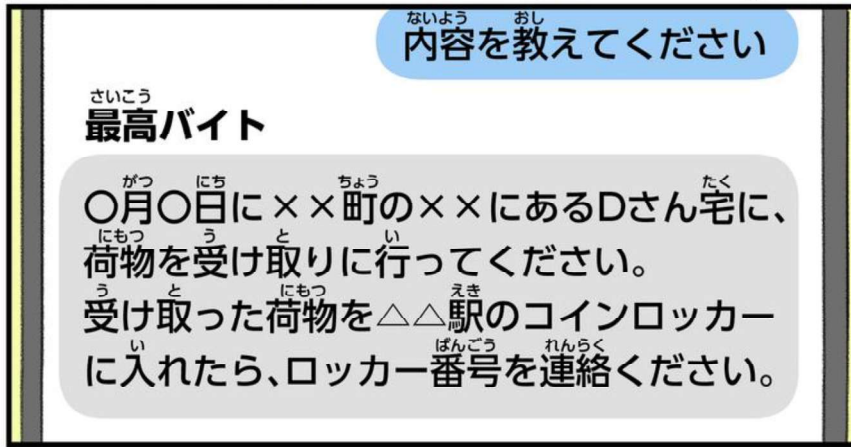 内容を教えてください
最高バイト
〇月〇日に××町の××にあるDさん宅に、
荷物を受け取りに行ってください。
受け取った荷物を△△駅のコインロッカー
に入れたら、ロッカー番号を連絡ください。